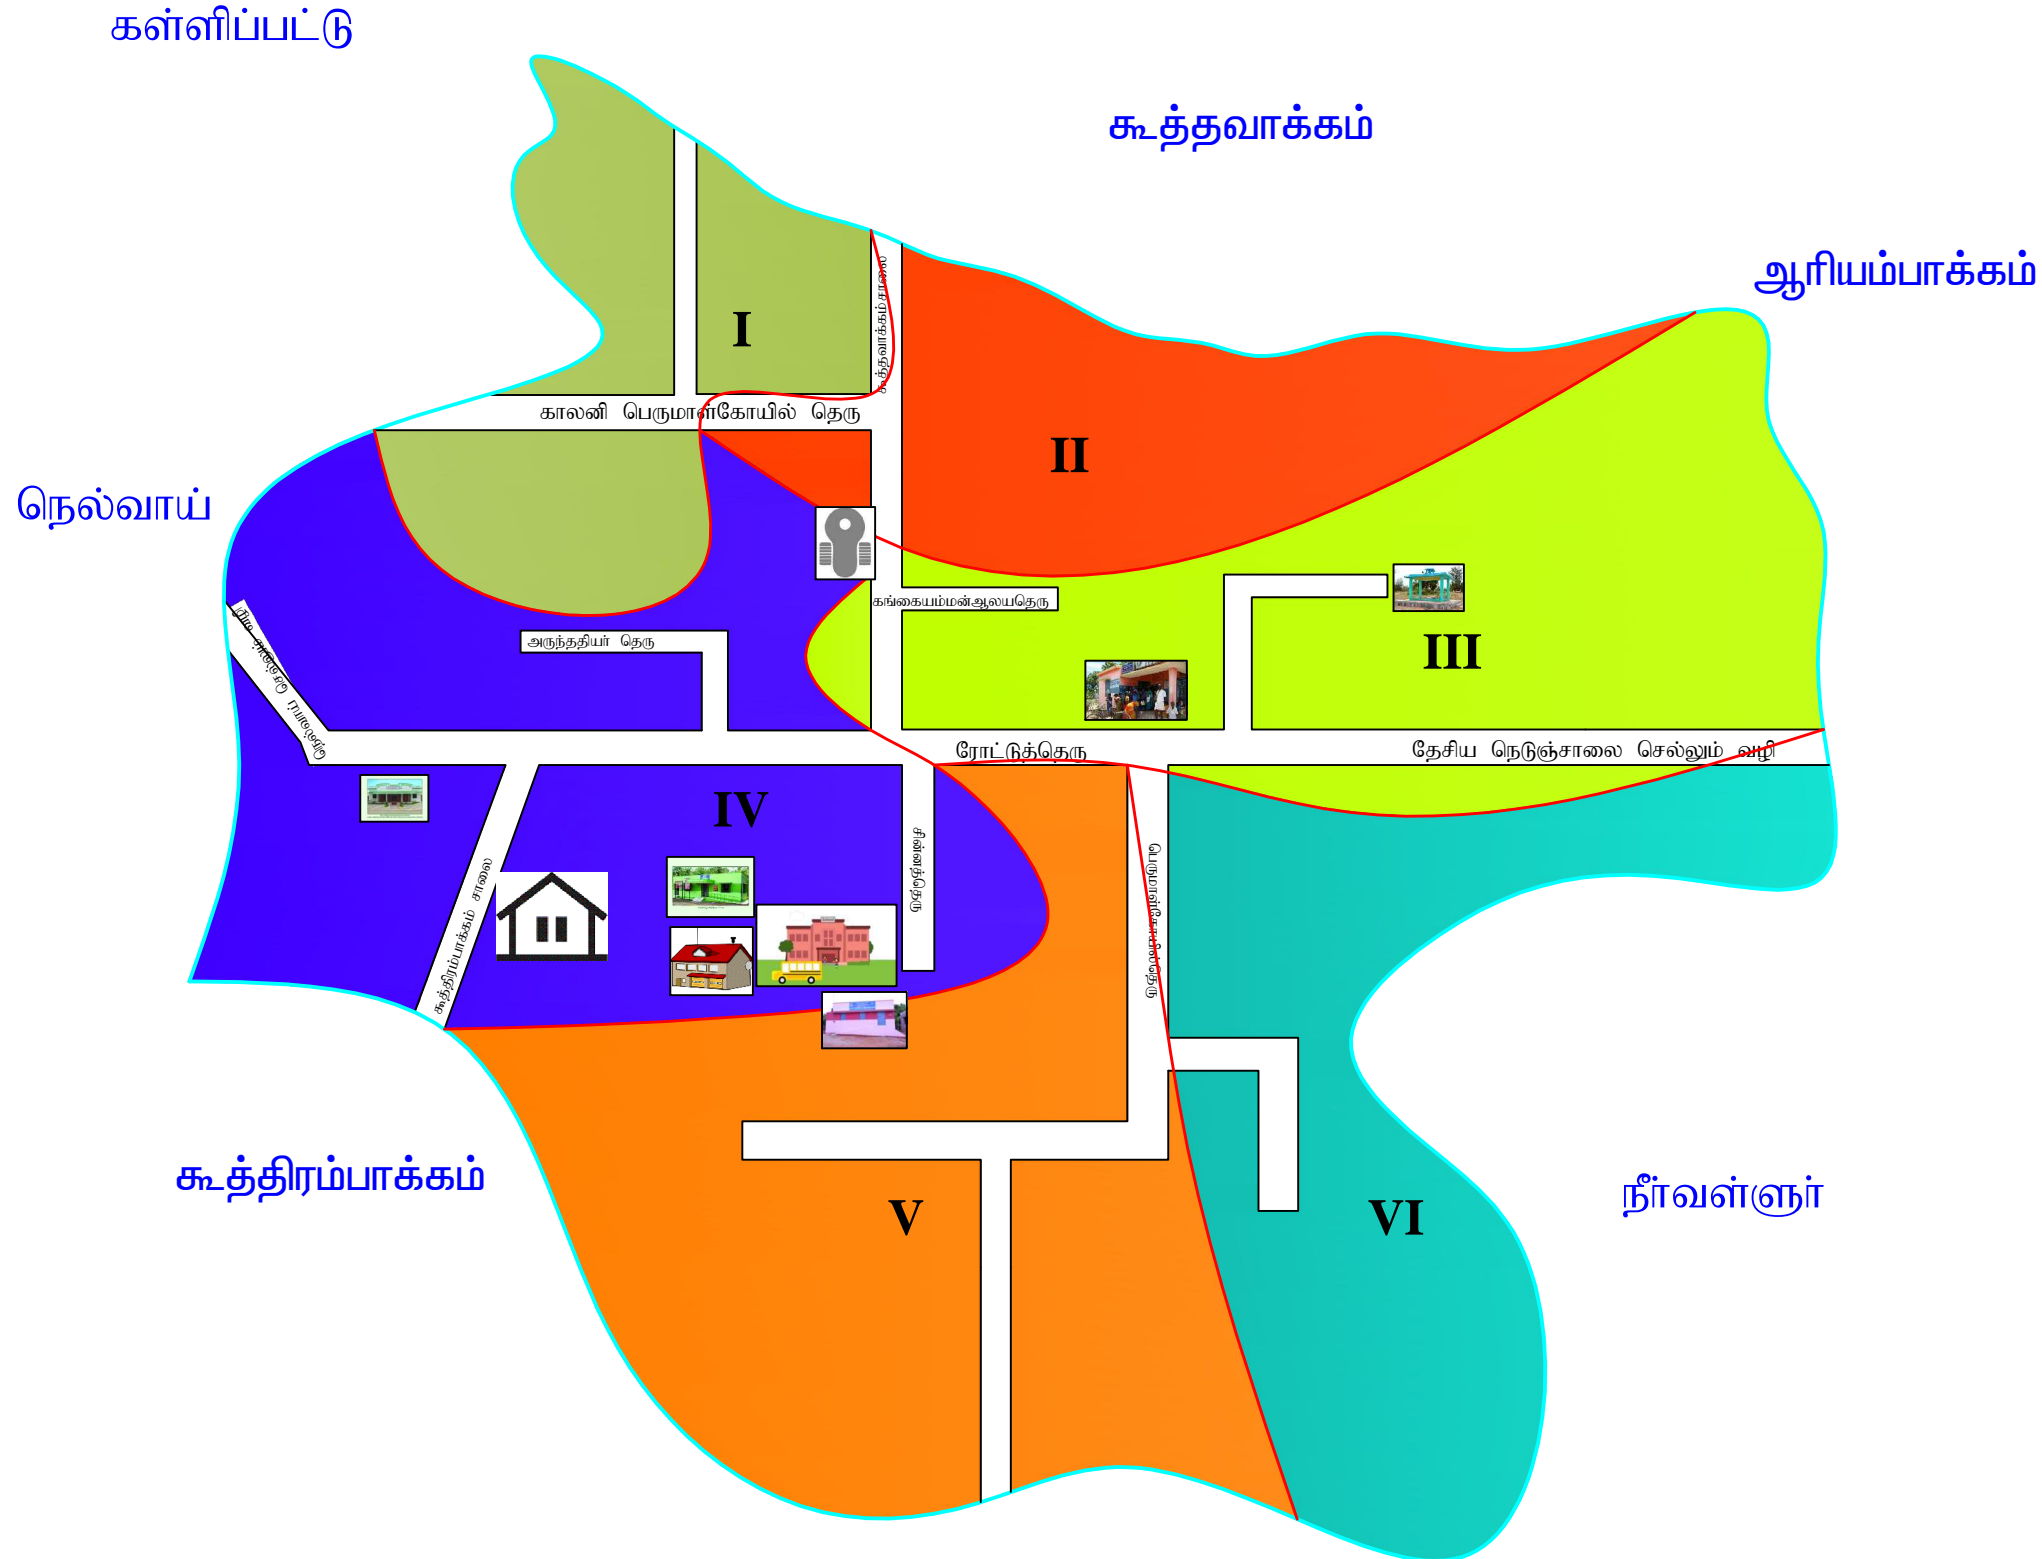 கள்ளிப்பட்டு
கூத்தவாக்கம்
ஆரியம்பாக்கம்
கூத்தவாக்கம்சாலை
I
காலனி பெருமாள்கோயில் தெரு
II
நெல்வாய்
கங்கையம்மன்ஆலயதெரு
அருந்ததியர் தெரு
III
நெல்வாய் செல்லும் வழி
ரோட்டுத்தெரு
தேசிய நெடுஞ்சாலை செல்லும் வழி
IV
சின்னத்தெரு
கூத்திரம்பாக்கம் சாலை
பெருமாள்கோயில்தெரு
கூத்திரம்பாக்கம்
நீர்வள்ளுர்
V
VI